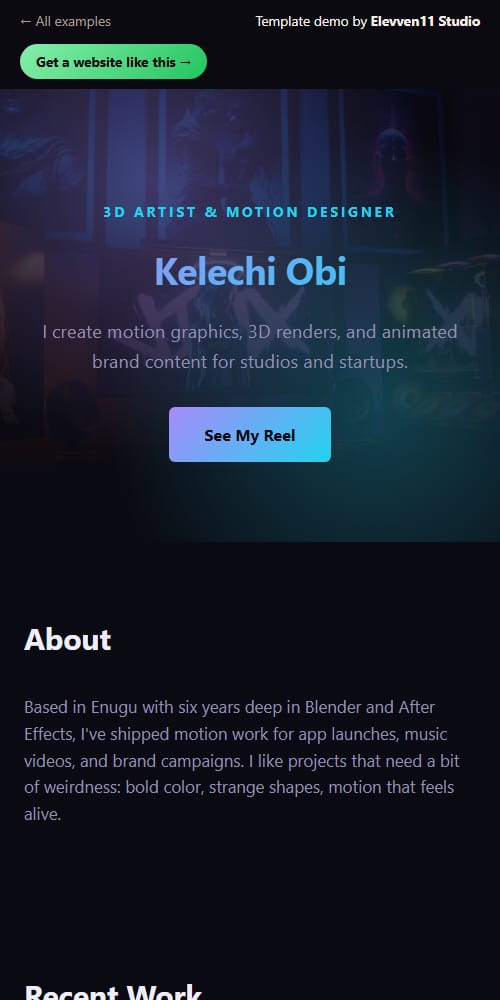 ← All examples
Template demo by Elevven11 Studio
Get a website like this →
3D ARTIST & MOTION DESIGNER
Kelechi Obi
I create motion graphics, 3D renders, and animated
brand content for studios and startups.
See My Reel
About
Based in Enugu with six years deep in Blender and After
Effects, I've shipped motion work for app launches, music
videos, and brand campaigns. I like projects that need a bit
of weirdness: bold color, strange shapes, motion that feels
alive.
Recent Work